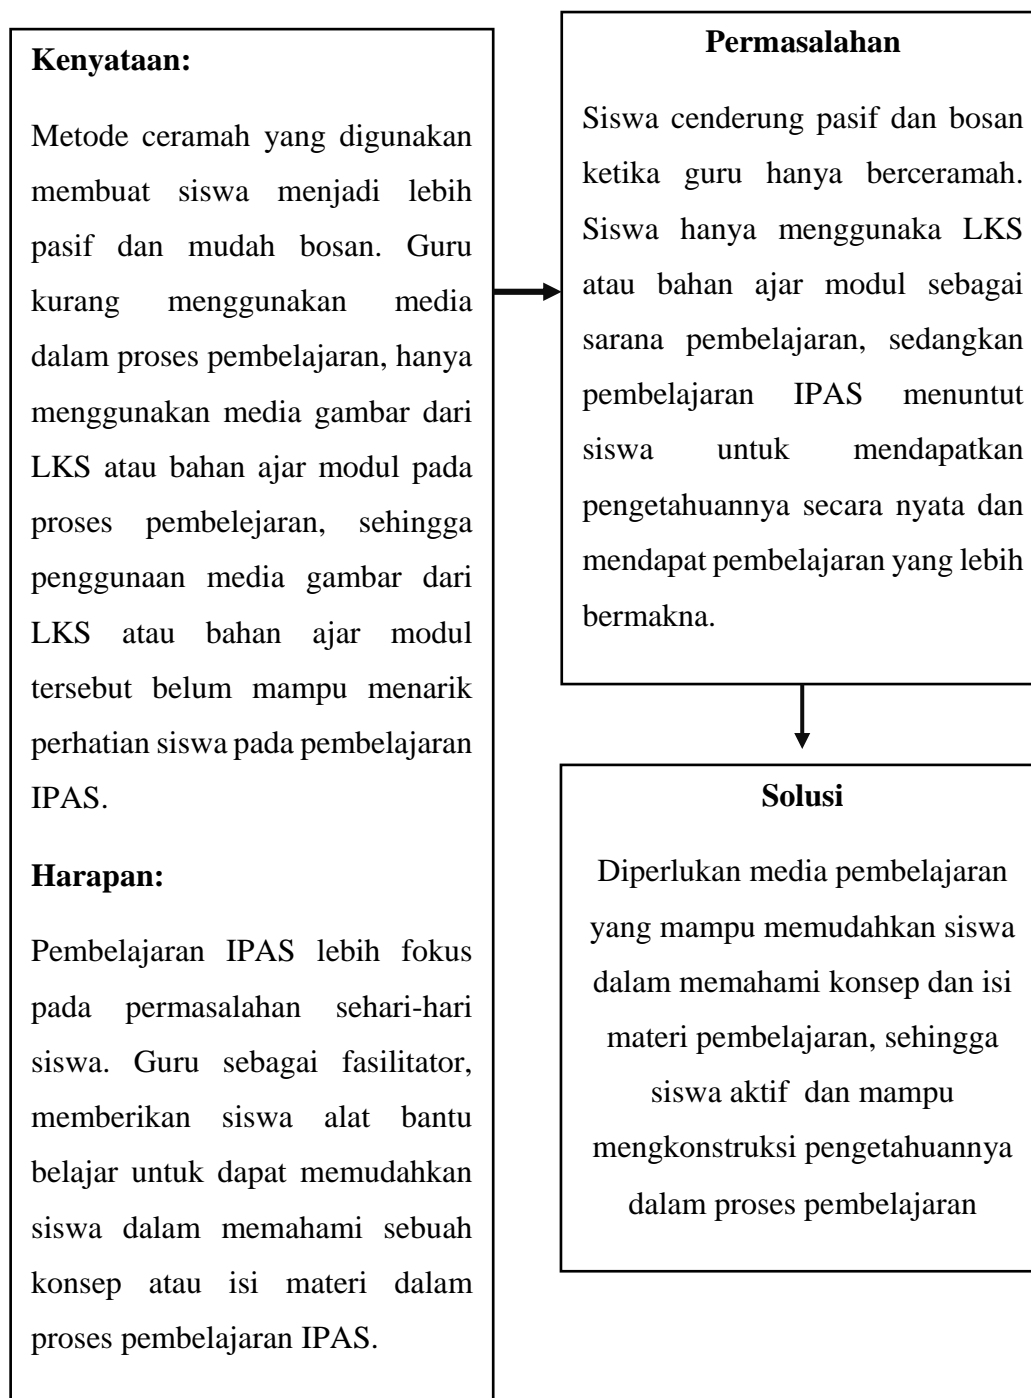 Kenyataan:
Metode ceramah yang digunakan
membuat siswa menjadi lebih
pasif dan mudah bosan. Guru
kurang menggunakan media
dalam proses pembelajaran, hanya
menggunakan media gambar dari
LKS atau bahan ajar modul pada
proses pembelejaran, sehingga
penggunaan media gambar dari
LKS atau bahan ajar modul
tersebut belum mampu menarik
perhatian siswa pada pembelajaran
IPAS.
Harapan:
Pembelajaran IPAS lebih fokus
pada permasalahan sehari-hari
siswa. Guru sebagai fasilitator,
memberikan siswa alat bantu
belajar untuk dapat memudahkan
siswa dalam memahami sebuah
konsep atau isi materi dalam
proses pembelajaran IPAS.
Permasalahan
Siswa cenderung pasif dan bosan
ketika guru hanya berceramah.
Siswa hanya menggunaka LKS
atau bahan ajar modul sebagai
sarana pembelajaran, sedangkan
pembelajaran IPAS menuntut
siswa untuk mendapatkan
pengetahuannya secara nyata dan
mendapat pembelajaran yang lebih
bermakna.
Solusi
Diperlukan media pembelajaran
yang mampu memudahkan siswa
dalam memahami konsep dan isi
materi pembelajaran, sehingga
siswa aktif dan mampu
mengkonstruksi pengetahuannya
dalam proses pembelajaran